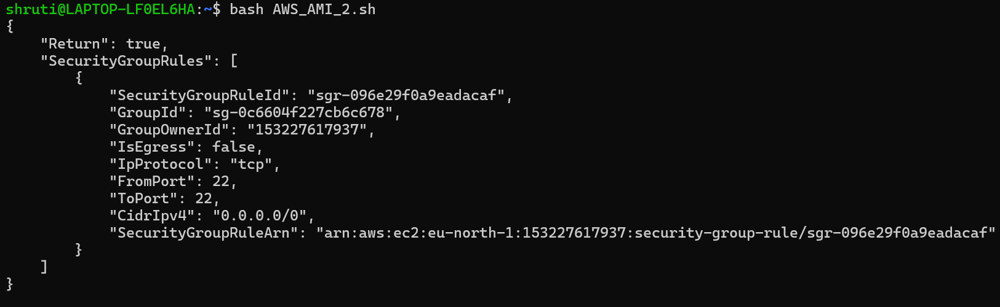 shruti@LAPTOP-LF0EL6HA:~$ bash AWS_AMI_2.sh
{
    "Return": true,
    "SecurityGroupRules": [
        {
            "SecurityGroupRuleId": "sgr-096e29f0a9eadacaf",
            "GroupId": "sg-0c6604f227cb6c678",
            "GroupOwnerId": "153227617937",
            "IsEgress": false,
            "IpProtocol": "tcp",
            "FromPort": 22,
            "ToPort": 22,
            "CidrIpv4": "0.0.0.0/0",
            "SecurityGroupRuleArn": "arn:aws:ec2:eu-north-1:153227617937:security-group-rule/sgr-096e29f0a9eadacaf"
        }
    ]
}